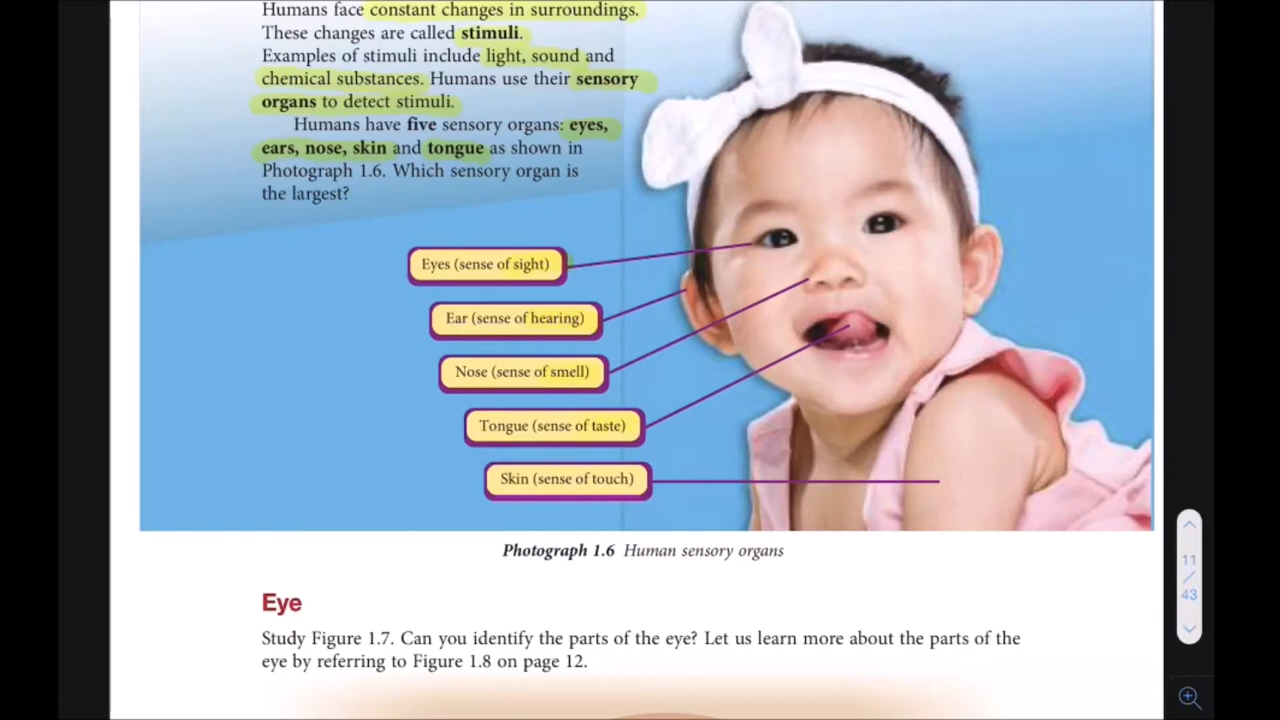 Humans face constant changes in surroundings.
These changes are called stimuli.
Examples of stimuli include light, sound and
chemical substances. Humans use their sensory
organs to detect stimuli.
Humans have five sensory organs: eyes,
ears, nose, skin and tongue as shown in
Photograph 1.6. Which sensory organ is
the largest?
Eyes (sense of sight)
Ear (sense of hearing)
Nose (sense of smell)
Tongue (sense of taste)
Skin (sense of touch)
Photograph 1.6 Human sensory organs
Eye
Study Figure 1.7. Can you identify the parts of the eye? Let us learn more about the parts of the
eye by referring to Figure 1.8 on page 12.
11
/
43